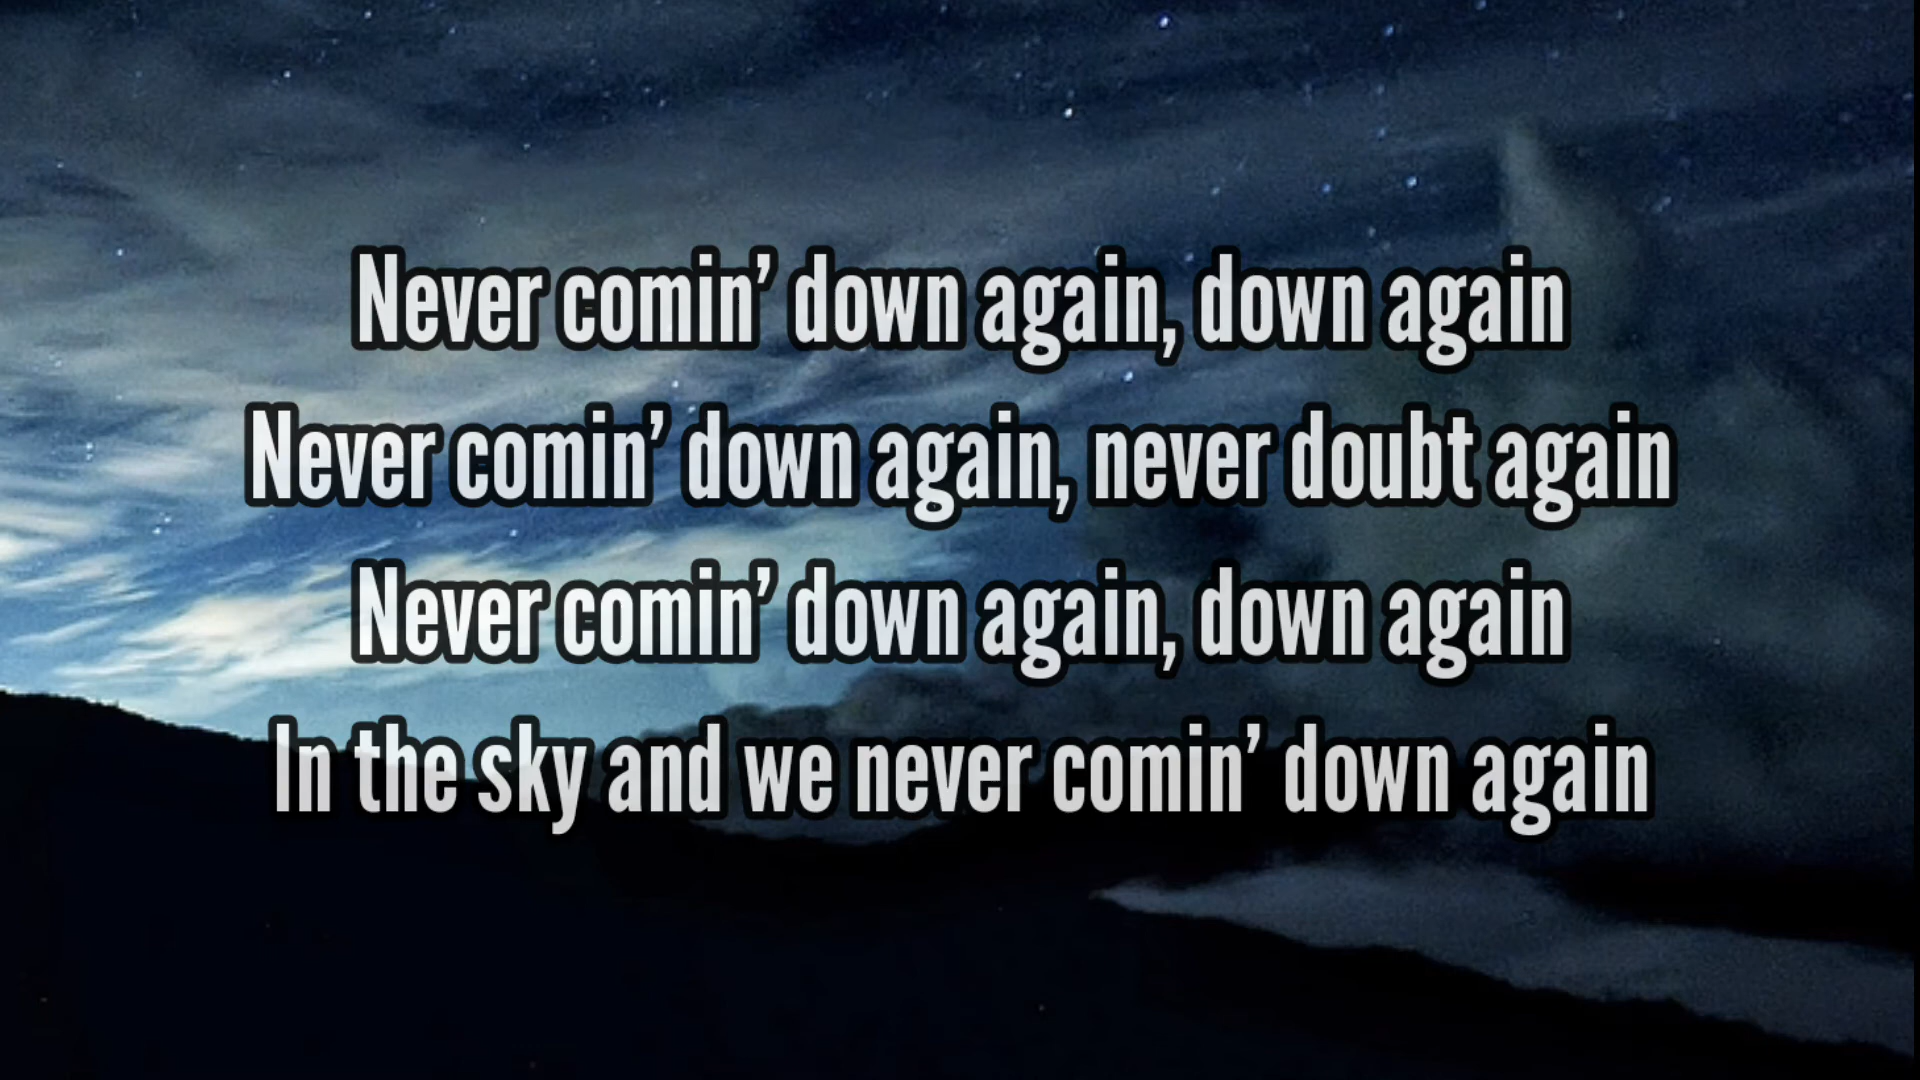 Never comin’ down again, down again
Never comin’ down again, never doubt again
Never comin’ down again, down again
In the sky and we never comin’ down again